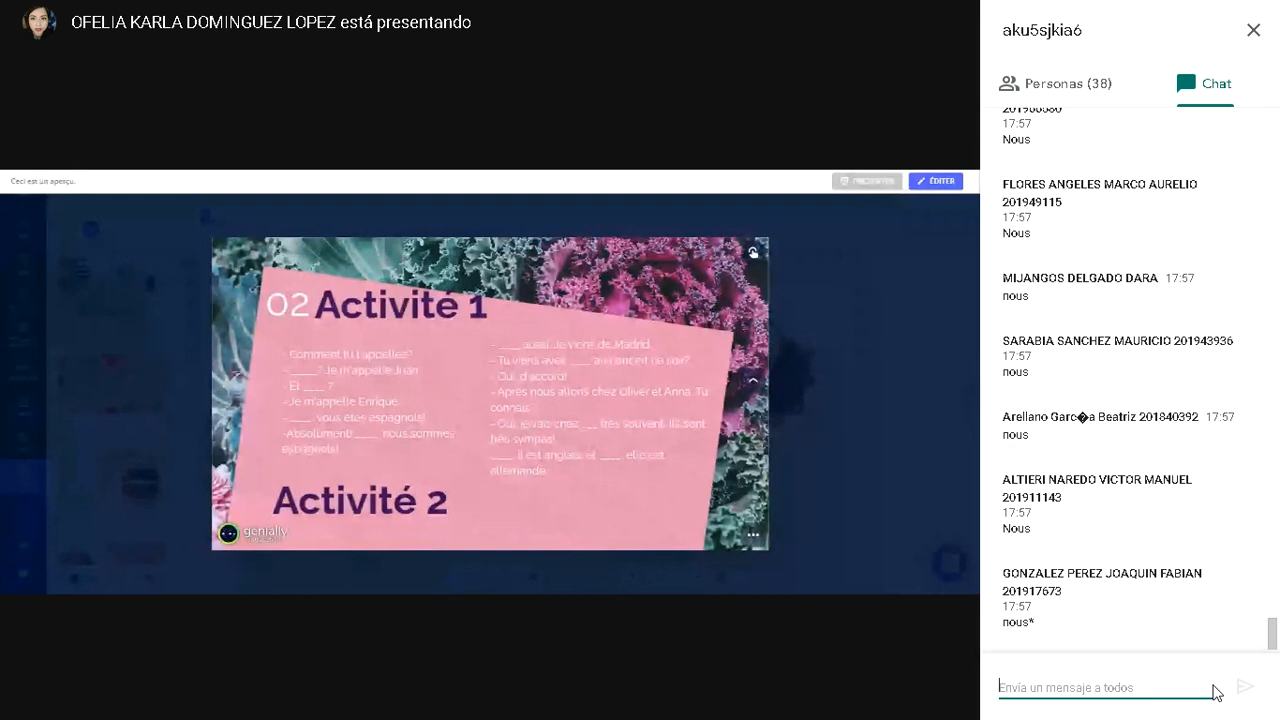 OFELIA KARLA DOMINGUEZ LOPEZ está presentando
Ceci est un aperçu.
ÉDITER
02 Activité 1
- Comment tu t'appelles?
- ____? Je m'appelle Juan
- Et ____ ?
- Je m'appelle Enrique.
- ____, vous êtes espagnols!
-Absolument! ____, nous sommes
espagnols!
- ____ aussi. Je viens de Madrid.
- Tu viens avec ____ au concert ce soir?
- Oui, d'accord!
- Après nous allons chez Oliver et Anna. Tu
connais
- Oui, je vais chez ___ très souvent. Ils sont
très sympas!
____, il est anglais et ____, elle est
allemande.
Activité 2
genially
aku5sjkia6
Personas (38)
Chat
201960580
17:57
Nous
FLORES ANGELES MARCO AURELIO
201949115
17:57
Nous
MIJANGOS DELGADO DARA 17:57
nous
SARABIA SANCHEZ MAURICIO 201943936
17:57
nous
Arellano Garc�a Beatriz 201840392 17:57
nous
ALTIERI NAREDO VICTOR MANUEL
201911143
17:57
Nous
GONZALEZ PEREZ JOAQUIN FABIAN
201917673
17:57
nous*
Envía un mensaje a todos